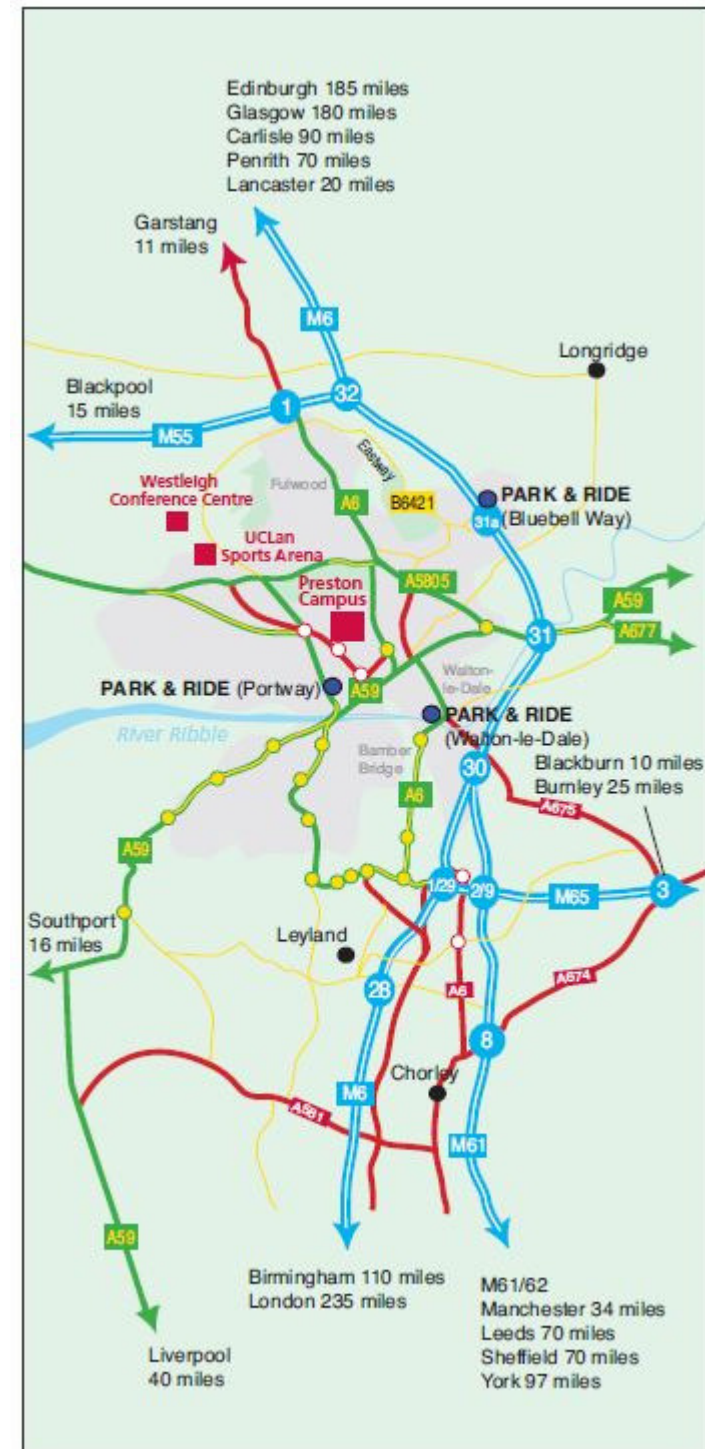 Edinburgh 185 miles
Glasgow 180 miles
Carlisle 90 miles
Penrith 70 miles
Lancaster 20 miles
Garstang
11 miles
M6
Longridge
Blackpool
15 miles
32
1
M55
Eastway
Westleigh
Conference Centre
Fulwood
A6
B6421
PARK & RIDE
(Bluebell Way)
31a
UCLan
Sports Arena
Preston
Campus
A5805
A59
31
A677
PARK & RIDE (Portway)
A59
Walton-
le-Dale
River Ribble
PARK & RIDE
(Walton-le-Dale)
Bamber
Bridge
30
Blackburn 10 miles
Burnley 25 miles
A6
A675
A59
1/29
2/9
M65
3
Southport
16 miles
Leyland
28
A6
A674
8
Chorley
M6
A581
M61
A59
Birmingham 110 miles
London 235 miles
M61/62
Manchester 34 miles
Leeds 70 miles
Sheffield 70 miles
York 97 miles
Liverpool
40 miles